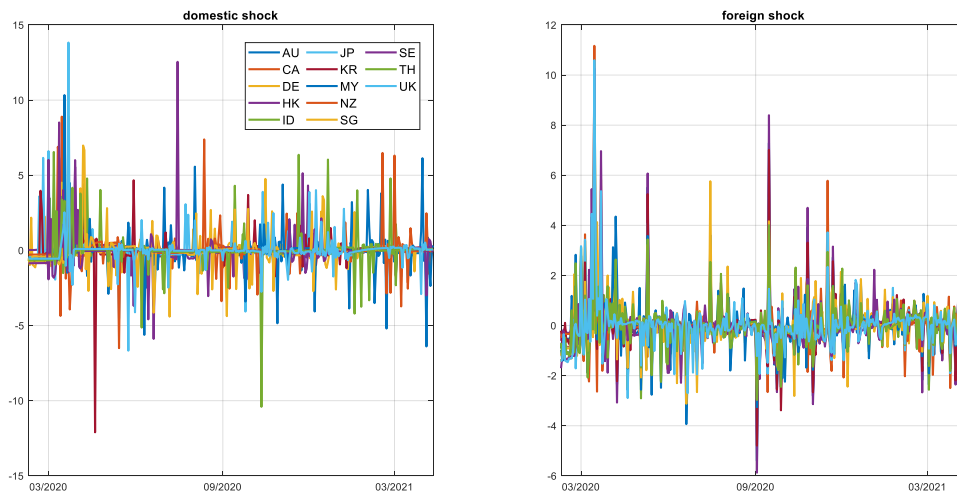 domestic shock
15
10
5
0
-5
-10
-15
03/2020 09/2020 03/2021
AU JP SE
CA KR TH
DE MY UK
HK NZ
ID SG
foreign shock
12
10
8
6
4
2
0
-2
-4
-6
03/2020 09/2020 03/2021